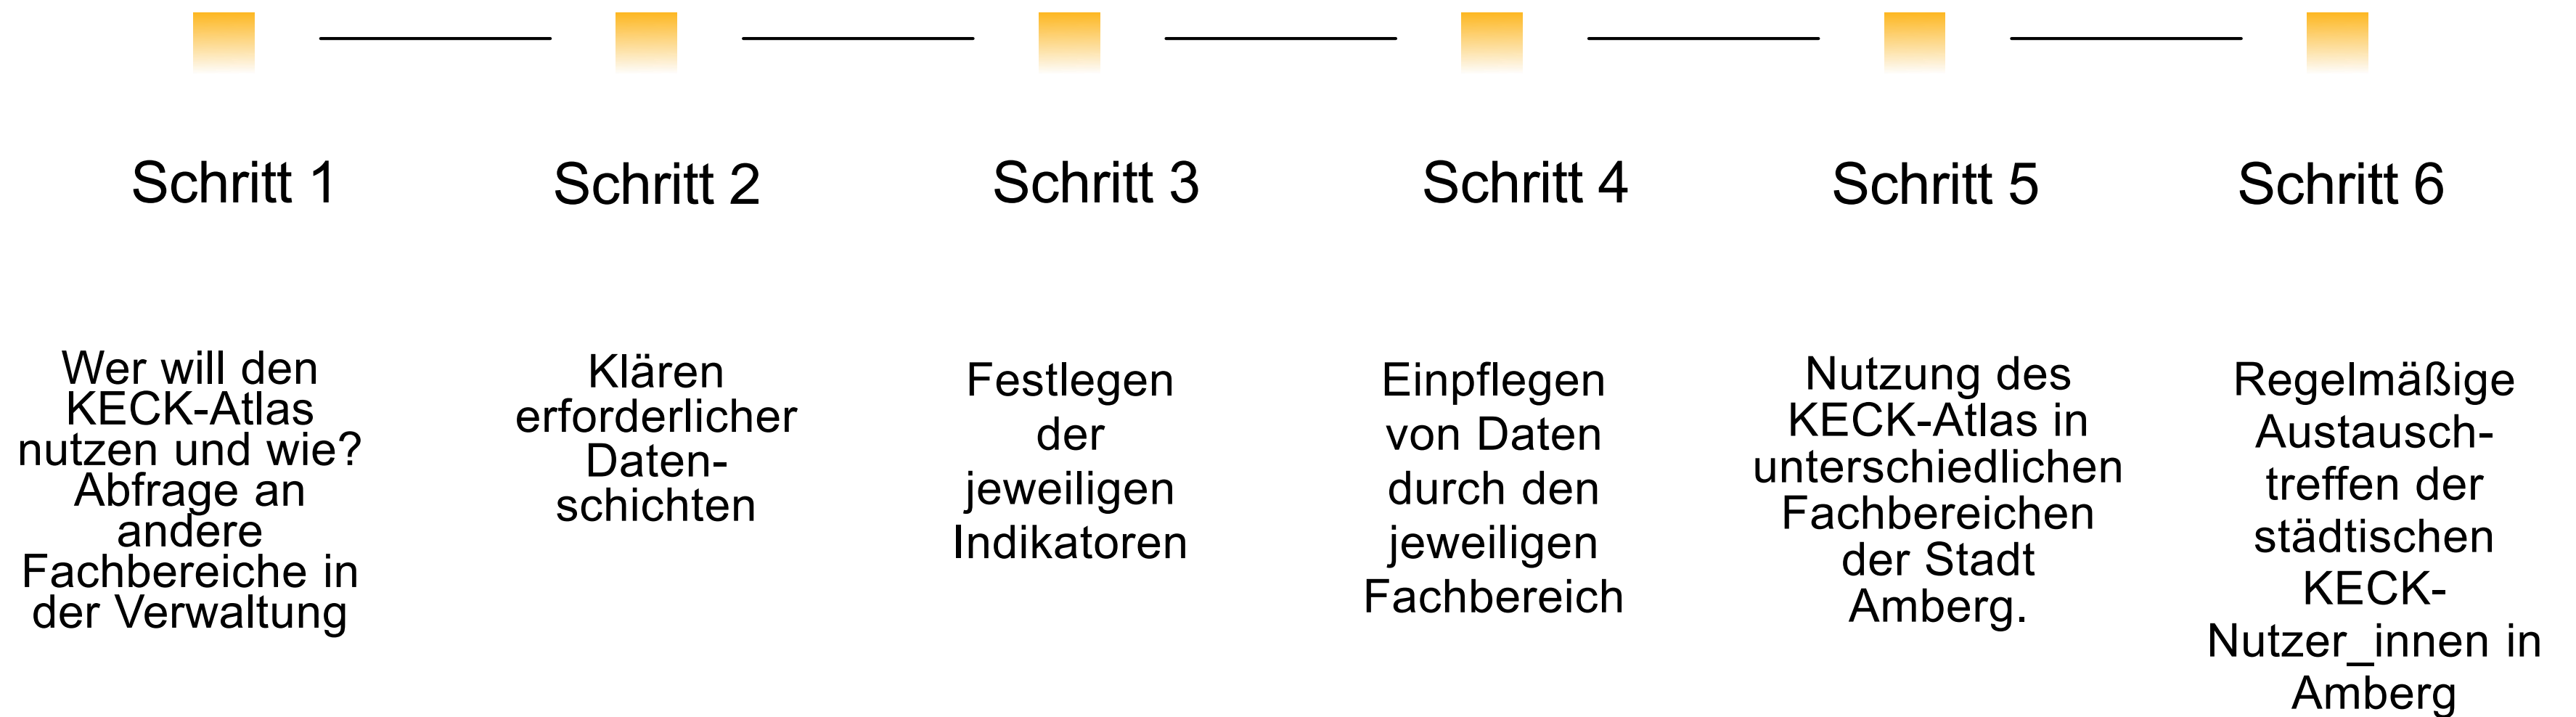 Schritt 1
Schritt 2
Schritt 3
Schritt 4
Schritt 5
Schritt 6
Wer will den
KECK-Atlas
nutzen und wie?
Abfrage an
andere
Fachbereiche in
der Verwaltung
Klären
erforderlicher
Daten-
schichten
Festlegen
der
jeweiligen
Indikatoren
Einpflegen
von Daten
durch den
jeweiligen
Fachbereich
Nutzung des
KECK-Atlas in
unterschiedlichen
Fachbereichen
der Stadt
Amberg.
Regelmäßige
Austausch-
treffen der
städtischen
KECK-
Nutzer_innen in
Amberg